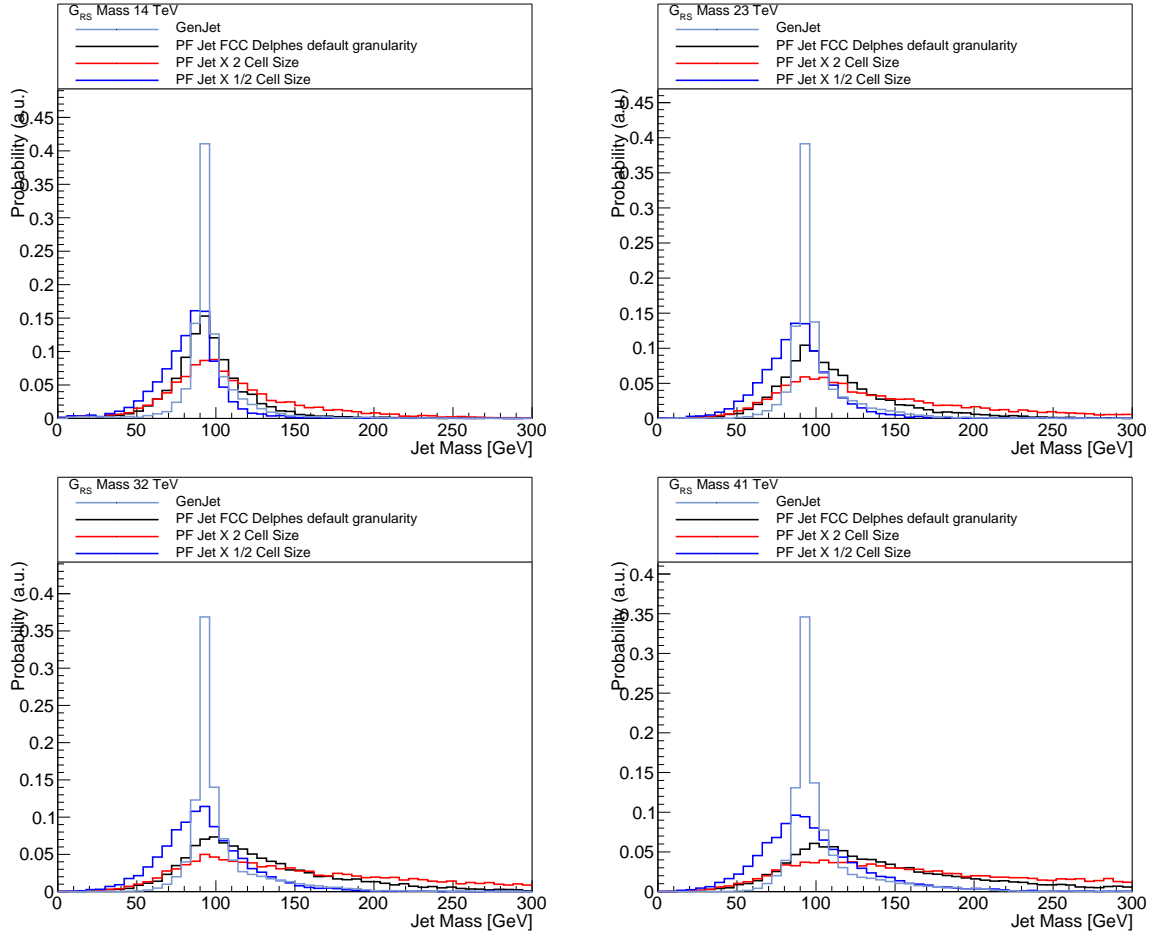 G_RS Mass 14 TeV
GenJet
PF Jet FCC Delphes default granularity
PF Jet X 2 Cell Size
PF Jet X 1/2 Cell Size
Probability (a.u.)
0.45
0.4
0.35
0.3
0.25
0.2
0.15
0.1
0.05
0
0 50 100 150 200 250 300
Jet Mass [GeV]
G_RS Mass 23 TeV
GenJet
PF Jet FCC Delphes default granularity
PF Jet X 2 Cell Size
PF Jet X 1/2 Cell Size
Probability (a.u.)
0.45
0.4
0.35
0.3
0.25
0.2
0.15
0.1
0.05
0
0 50 100 150 200 250 300
Jet Mass [GeV]
G_RS Mass 32 TeV
GenJet
PF Jet FCC Delphes default granularity
PF Jet X 2 Cell Size
PF Jet X 1/2 Cell Size
Probability (a.u.)
0.4
0.35
0.3
0.25
0.2
0.15
0.1
0.05
0
0 50 100 150 200 250 300
Jet Mass [GeV]
G_RS Mass 41 TeV
GenJet
PF Jet FCC Delphes default granularity
PF Jet X 2 Cell Size
PF Jet X 1/2 Cell Size
Probability (a.u.)
0.4
0.35
0.3
0.25
0.2
0.15
0.1
0.05
0
0 50 100 150 200 250 300
Jet Mass [GeV]